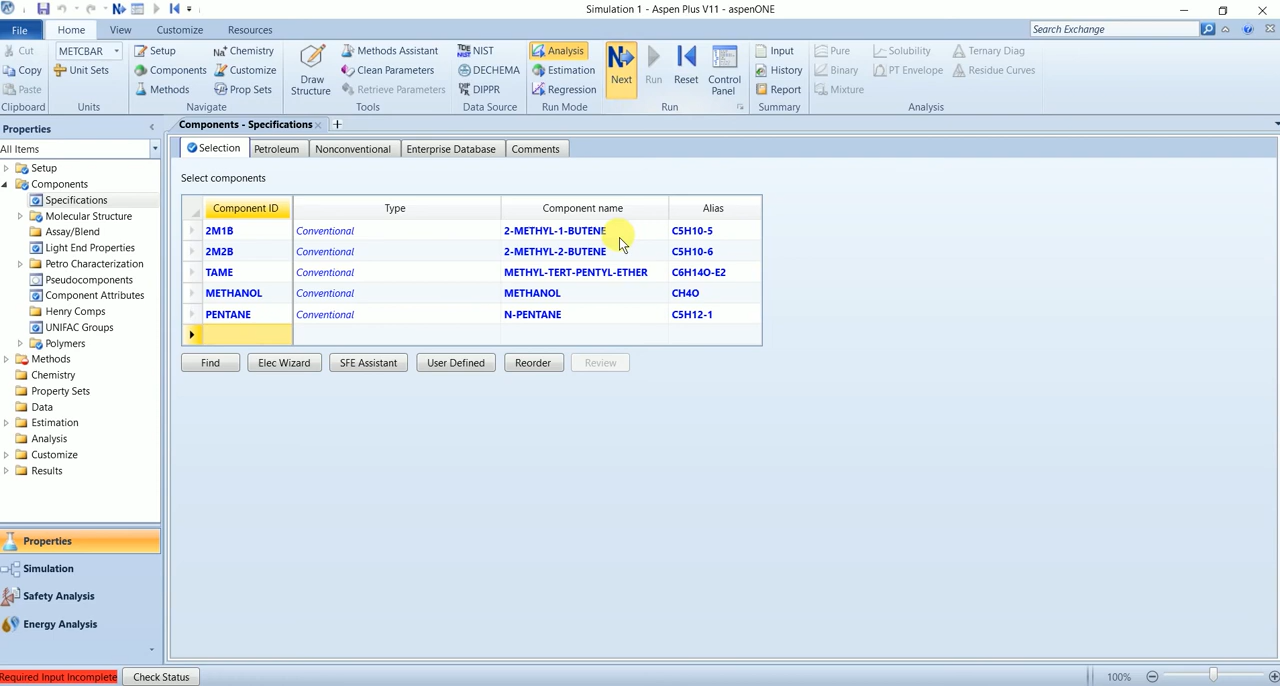 Simulation 1 - Aspen Plus V11 - aspenONE
File Home View Customize Resources Search Exchange
Cut METCBAR Setup Chemistry Methods Assistant NIST Analysis Input Pure Solubility Ternary Diag
Na+
Copy Unit Sets Components Customize Clean Parameters DECHEMA Estimation History Binary PT Envelope Residue Curves
Draw Structure Next Run Reset Control Panel
Paste Methods Prop Sets Retrieve Parameters DIPPR Regression Report Mixture
Clipboard Units Navigate Tools Data Source Run Mode Run Summary Analysis
Properties
All Items
Setup
Components
Specifications
Molecular Structure
Assay/Blend
Light End Properties
Petro Characterization
Pseudocomponents
Component Attributes
Henry Comps
UNIFAC Groups
Polymers
Methods
Chemistry
Property Sets
Data
Estimation
Analysis
Customize
Results
Properties
Simulation
Safety Analysis
Energy Analysis
Components - Specifications
Selection Petroleum Nonconventional Enterprise Database Comments
Select components
Component ID Type Component name Alias
2M1B Conventional 2-METHYL-1-BUTENE C5H10-5
2M2B Conventional 2-METHYL-2-BUTENE C5H10-6
TAME Conventional METHYL-TERT-PENTYL-ETHER C6H14O-E2
METHANOL Conventional METHANOL CH4O
PENTANE Conventional N-PENTANE C5H12-1
Find Elec Wizard SFE Assistant User Defined Reorder Review
Required Input Incomplete Check Status 100%